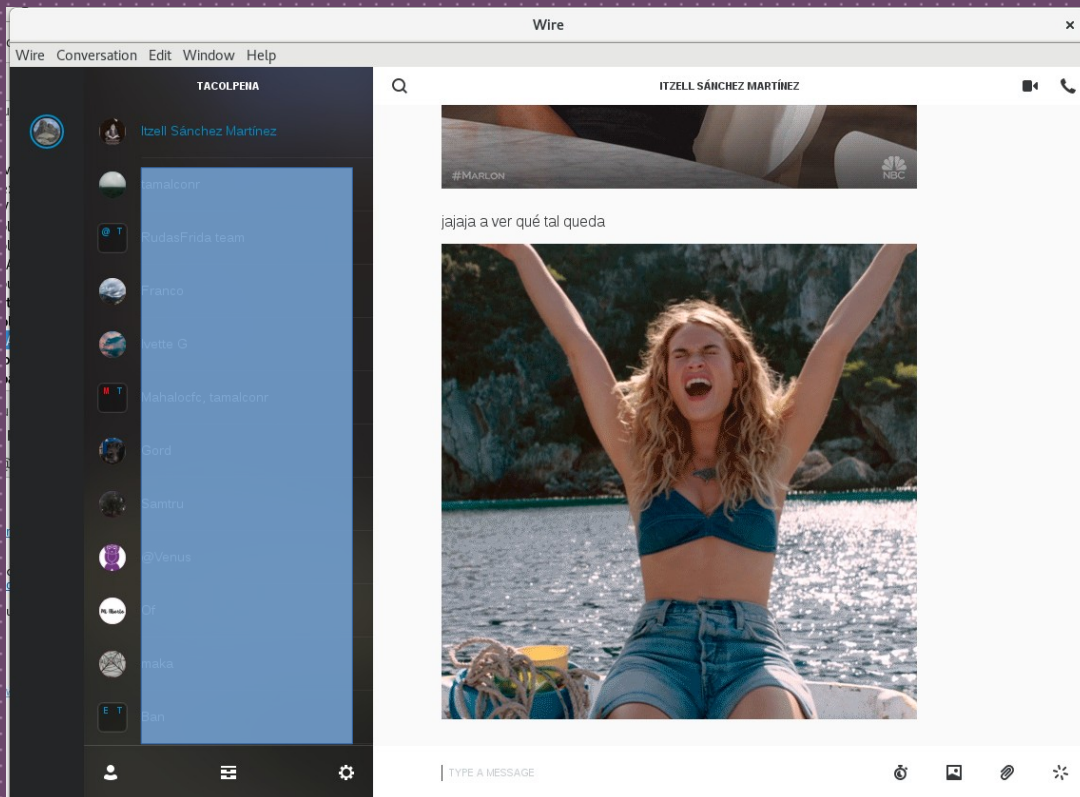 Wire
Wire Conversation Edit Window Help
TACOLPENA
ITZELL SÁNCHEZ MARTÍNEZ
Itzell Sánchez Martínez
tamalconr
@ T
RudasFrida team
Franco
Ivette G
M T
Mahalocfc, tamalconr
Gord
Samtru
@Venus
Of
maka
E T
Ban
#MARLON
NBC
jajaja a ver qué tal queda
TYPE A MESSAGE